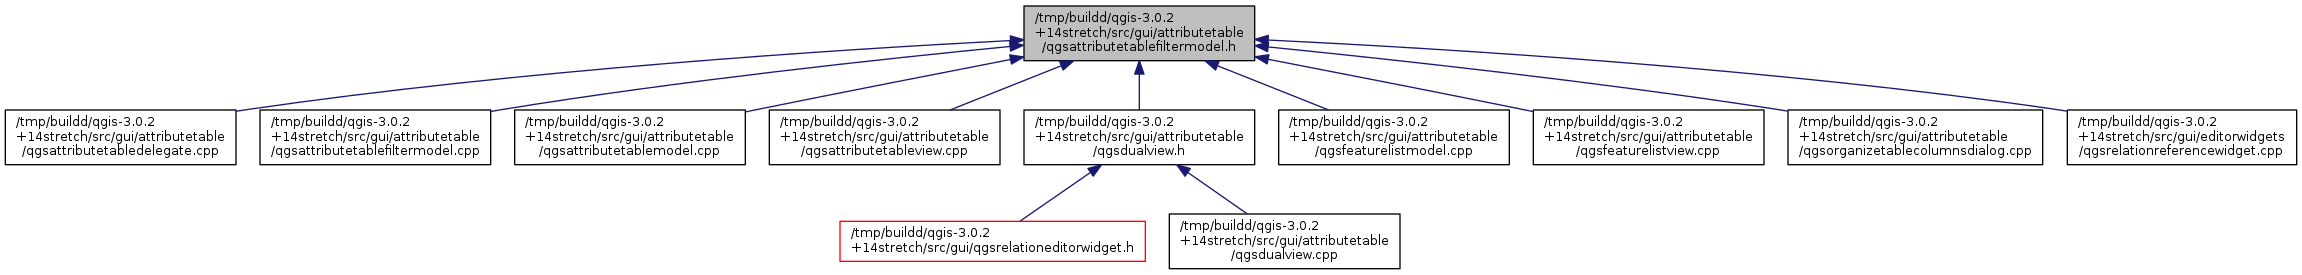 /tmp/buildd/qgis-3.0.2
+14stretch/src/gui/attributetable
/qgsattributetablefiltermodel.h
/tmp/buildd/qgis-3.0.2
+14stretch/src/gui/attributetable
/qgsattributetabledelegate.cpp
/tmp/buildd/qgis-3.0.2
+14stretch/src/gui/attributetable
/qgsattributetablefiltermodel.cpp
/tmp/buildd/qgis-3.0.2
+14stretch/src/gui/attributetable
/qgsattributetablemodel.cpp
/tmp/buildd/qgis-3.0.2
+14stretch/src/gui/attributetable
/qgsattributetableview.cpp
/tmp/buildd/qgis-3.0.2
+14stretch/src/gui/attributetable
/qgsdualview.h
/tmp/buildd/qgis-3.0.2
+14stretch/src/gui/attributetable
/qgsfeaturelistmodel.cpp
/tmp/buildd/qgis-3.0.2
+14stretch/src/gui/attributetable
/qgsfeaturelistview.cpp
/tmp/buildd/qgis-3.0.2
+14stretch/src/gui/attributetable
/qgsorganizetablecolumnsdialog.cpp
/tmp/buildd/qgis-3.0.2
+14stretch/src/gui/editorwidgets
/qgsrelationreferencewidget.cpp
/tmp/buildd/qgis-3.0.2
+14stretch/src/gui/qgsrelationeditorwidget.h
/tmp/buildd/qgis-3.0.2
+14stretch/src/gui/attributetable
/qgsdualview.cpp